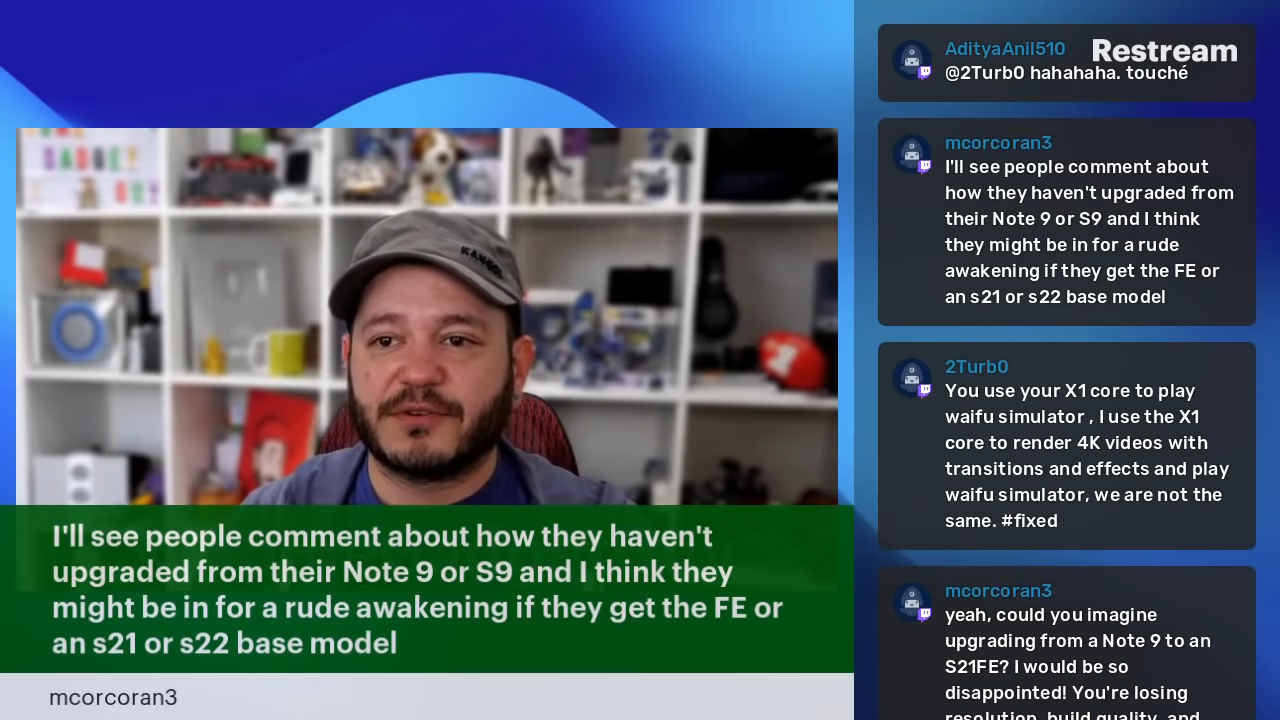 AdityaAnil510
Restream
@2Turb0 hahahaha. touché
mcorcoran3
I'll see people comment about
how they haven't upgraded from
their Note 9 or S9 and I think
they might be in for a rude
awakening if they get the FE or
an s21 or s22 base model
2Turb0
You use your X1 core to play
waifu simulator , I use the X1
core to render 4K videos with
transitions and effects and play
waifu simulator, we are not the
same. #fixed
mcorcoran3
yeah, could you imagine
upgrading from a Note 9 to an
S21FE? I would be so
disappointed! You're losing
resolution, build quality, and
GADGET
KANGOL
I'll see people comment about how they haven't
upgraded from their Note 9 or S9 and I think they
might be in for a rude awakening if they get the FE or
an s21 or s22 base model
mcorcoran3